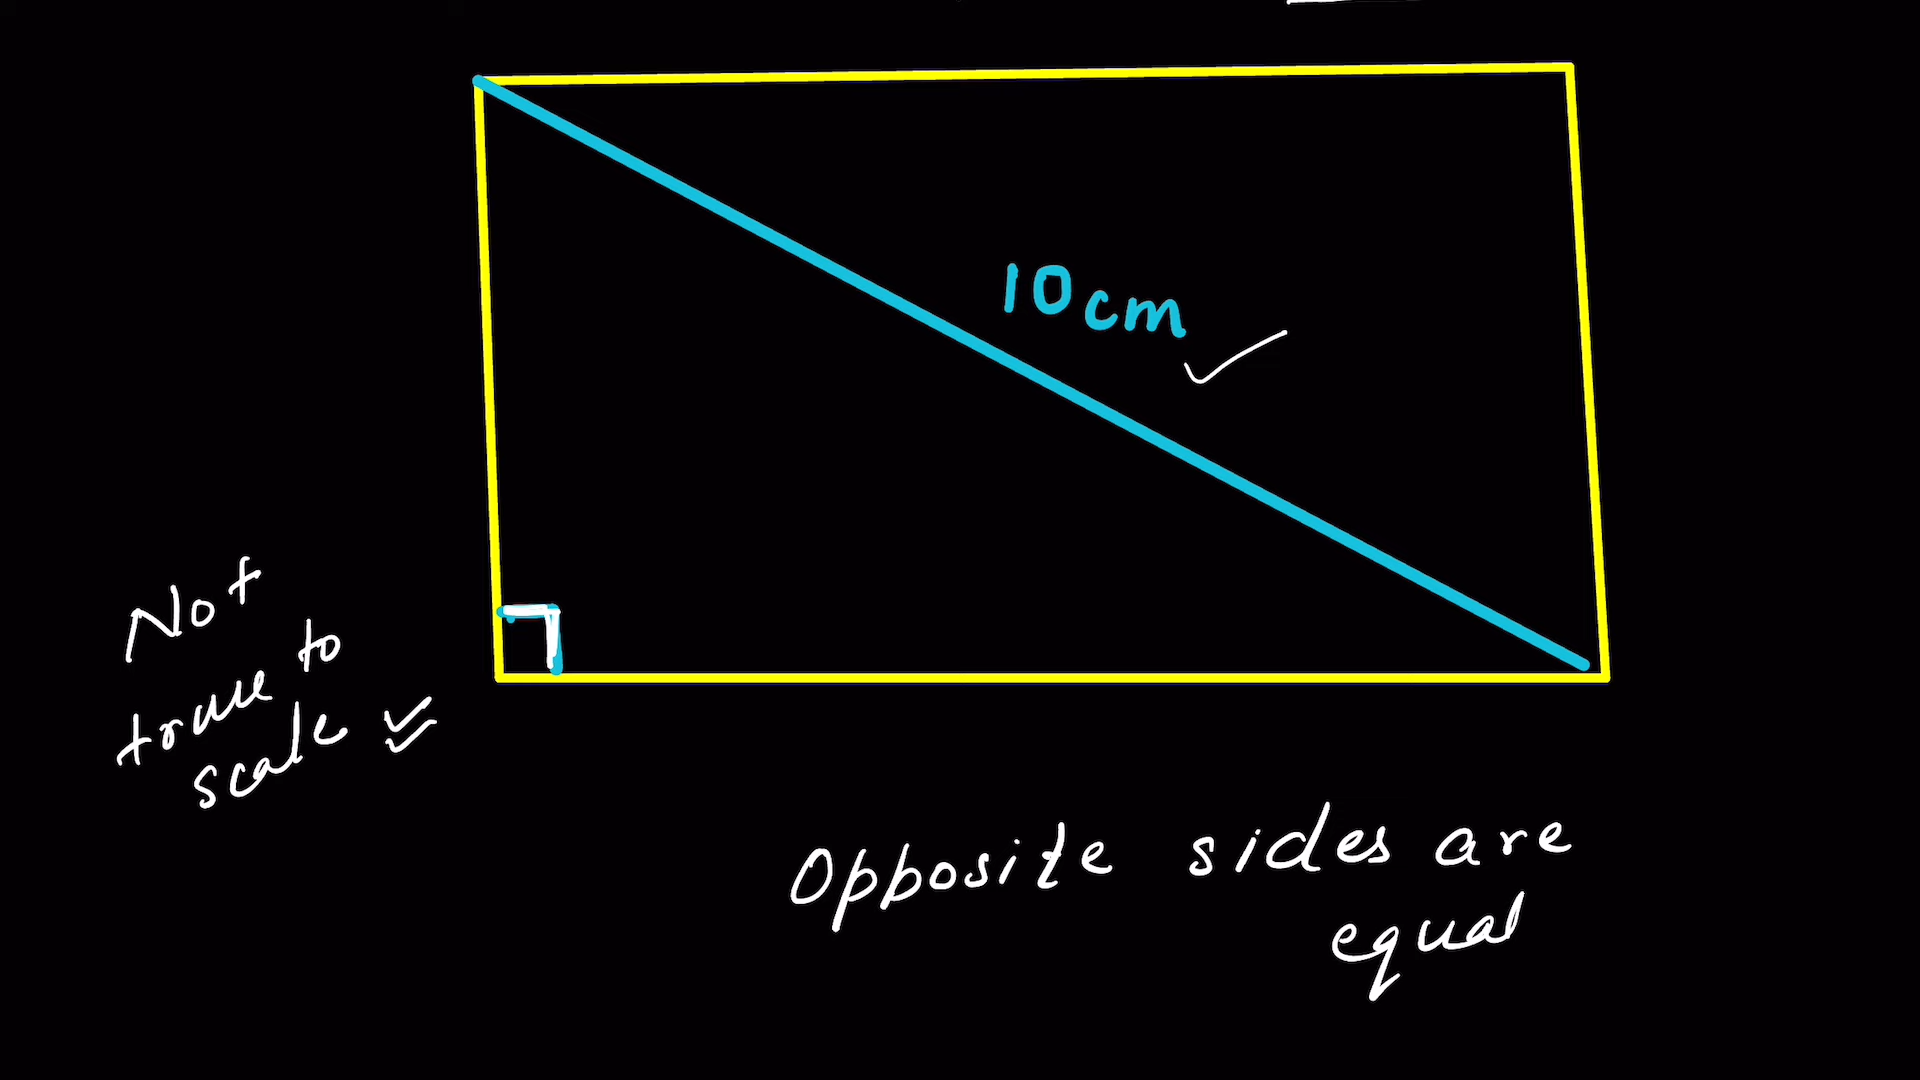 10cm
Not
true to
scale
Opposite sides are
equal